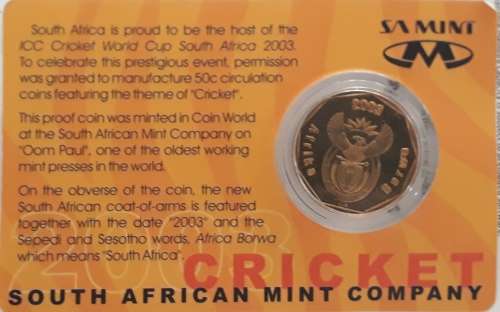 South Africa is proud to be the host of the
ICC Cricket World Cup South Africa 2003.
To celebrate this prestigious event, permission
was granted to manufacture 50c circulation
coins featuring the theme of "Cricket".
This proof coin was minted in Coin World
at the South African Mint Company on
"Oom Paul", one of the oldest working
mint presses in the world.
On the obverse of the coin, the new
South African coat-of-arms is featured
together with the date "2003" and the
Sepedi and Sesotho words, Africa Borwa
which means "South Africa".
SA MINT
2003
Afrika Borwa
2003
CRICKET
SOUTH AFRICAN MINT COMPANY